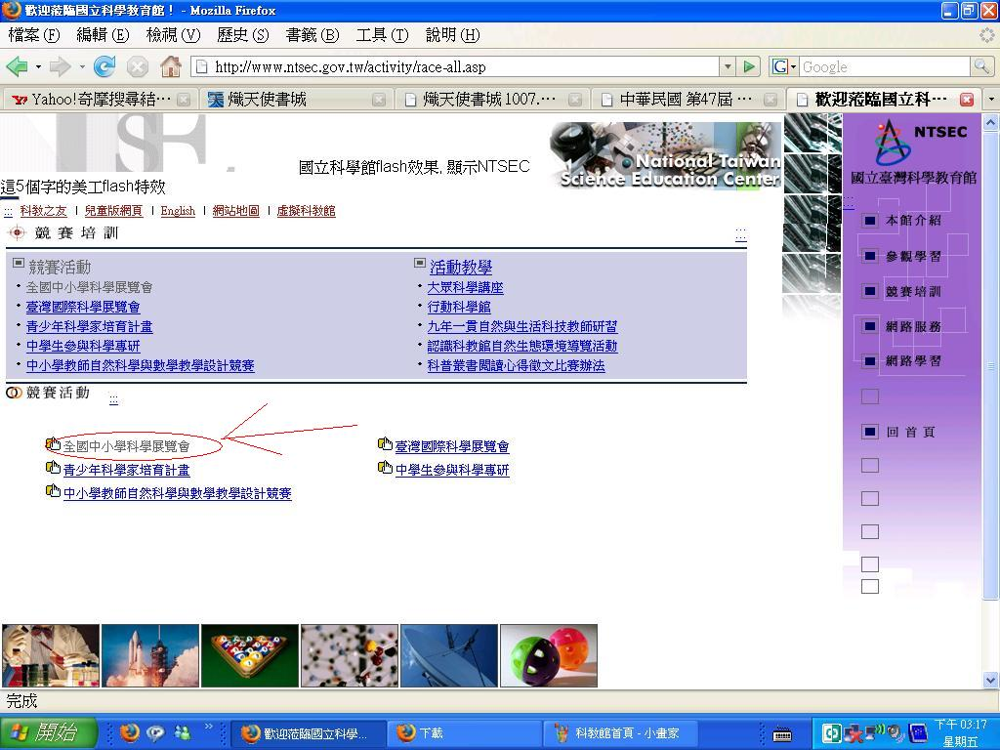 歡迎蒞臨國立科學教育館！ - Mozilla Firefox
檔案(F) 編輯(E) 檢視(V) 歷史(S) 書籤(B) 工具(T) 說明(H)
http://www.ntsec.gov.tw/activity/race-all.asp
Google
Yahoo!奇摩搜尋結…
熾天使書城
熾天使書城 1007.…
中華民國 第47屆 …
歡迎蒞臨國立科…
國立科學館flash效果, 顯示NTSEC
這5個字的美工flash特效
National Taiwan
Science Education Center
NTSEC
國立臺灣科學教育館
::: 科教之友 | 兒童版網頁 | English | 網站地圖 | 虛擬科教館
競賽培訓
:::
競賽活動
全國中小學科學展覽會
臺灣國際科學展覽會
青少年科學家培育計畫
中學生參與科學專研
中小學教師自然科學與數學教學設計競賽
活動教學
大眾科學講座
行動科學館
九年一貫自然與生活科技教師研習
認識科教館自然生態環境導覽活動
科普叢書閱讀心得徵文比賽辦法
競賽活動
:::
全國中小學科學展覽會
臺灣國際科學展覽會
青少年科學家培育計畫
中學生參與科學專研
中小學教師自然科學與數學教學設計競賽
:::
本館介紹
參觀學習
競賽培訓
網路服務
網路學習
回首頁
完成
開始
歡迎蒞臨國立科學...
下載
科教館首頁 - 小畫家
下午 03:17
星期五